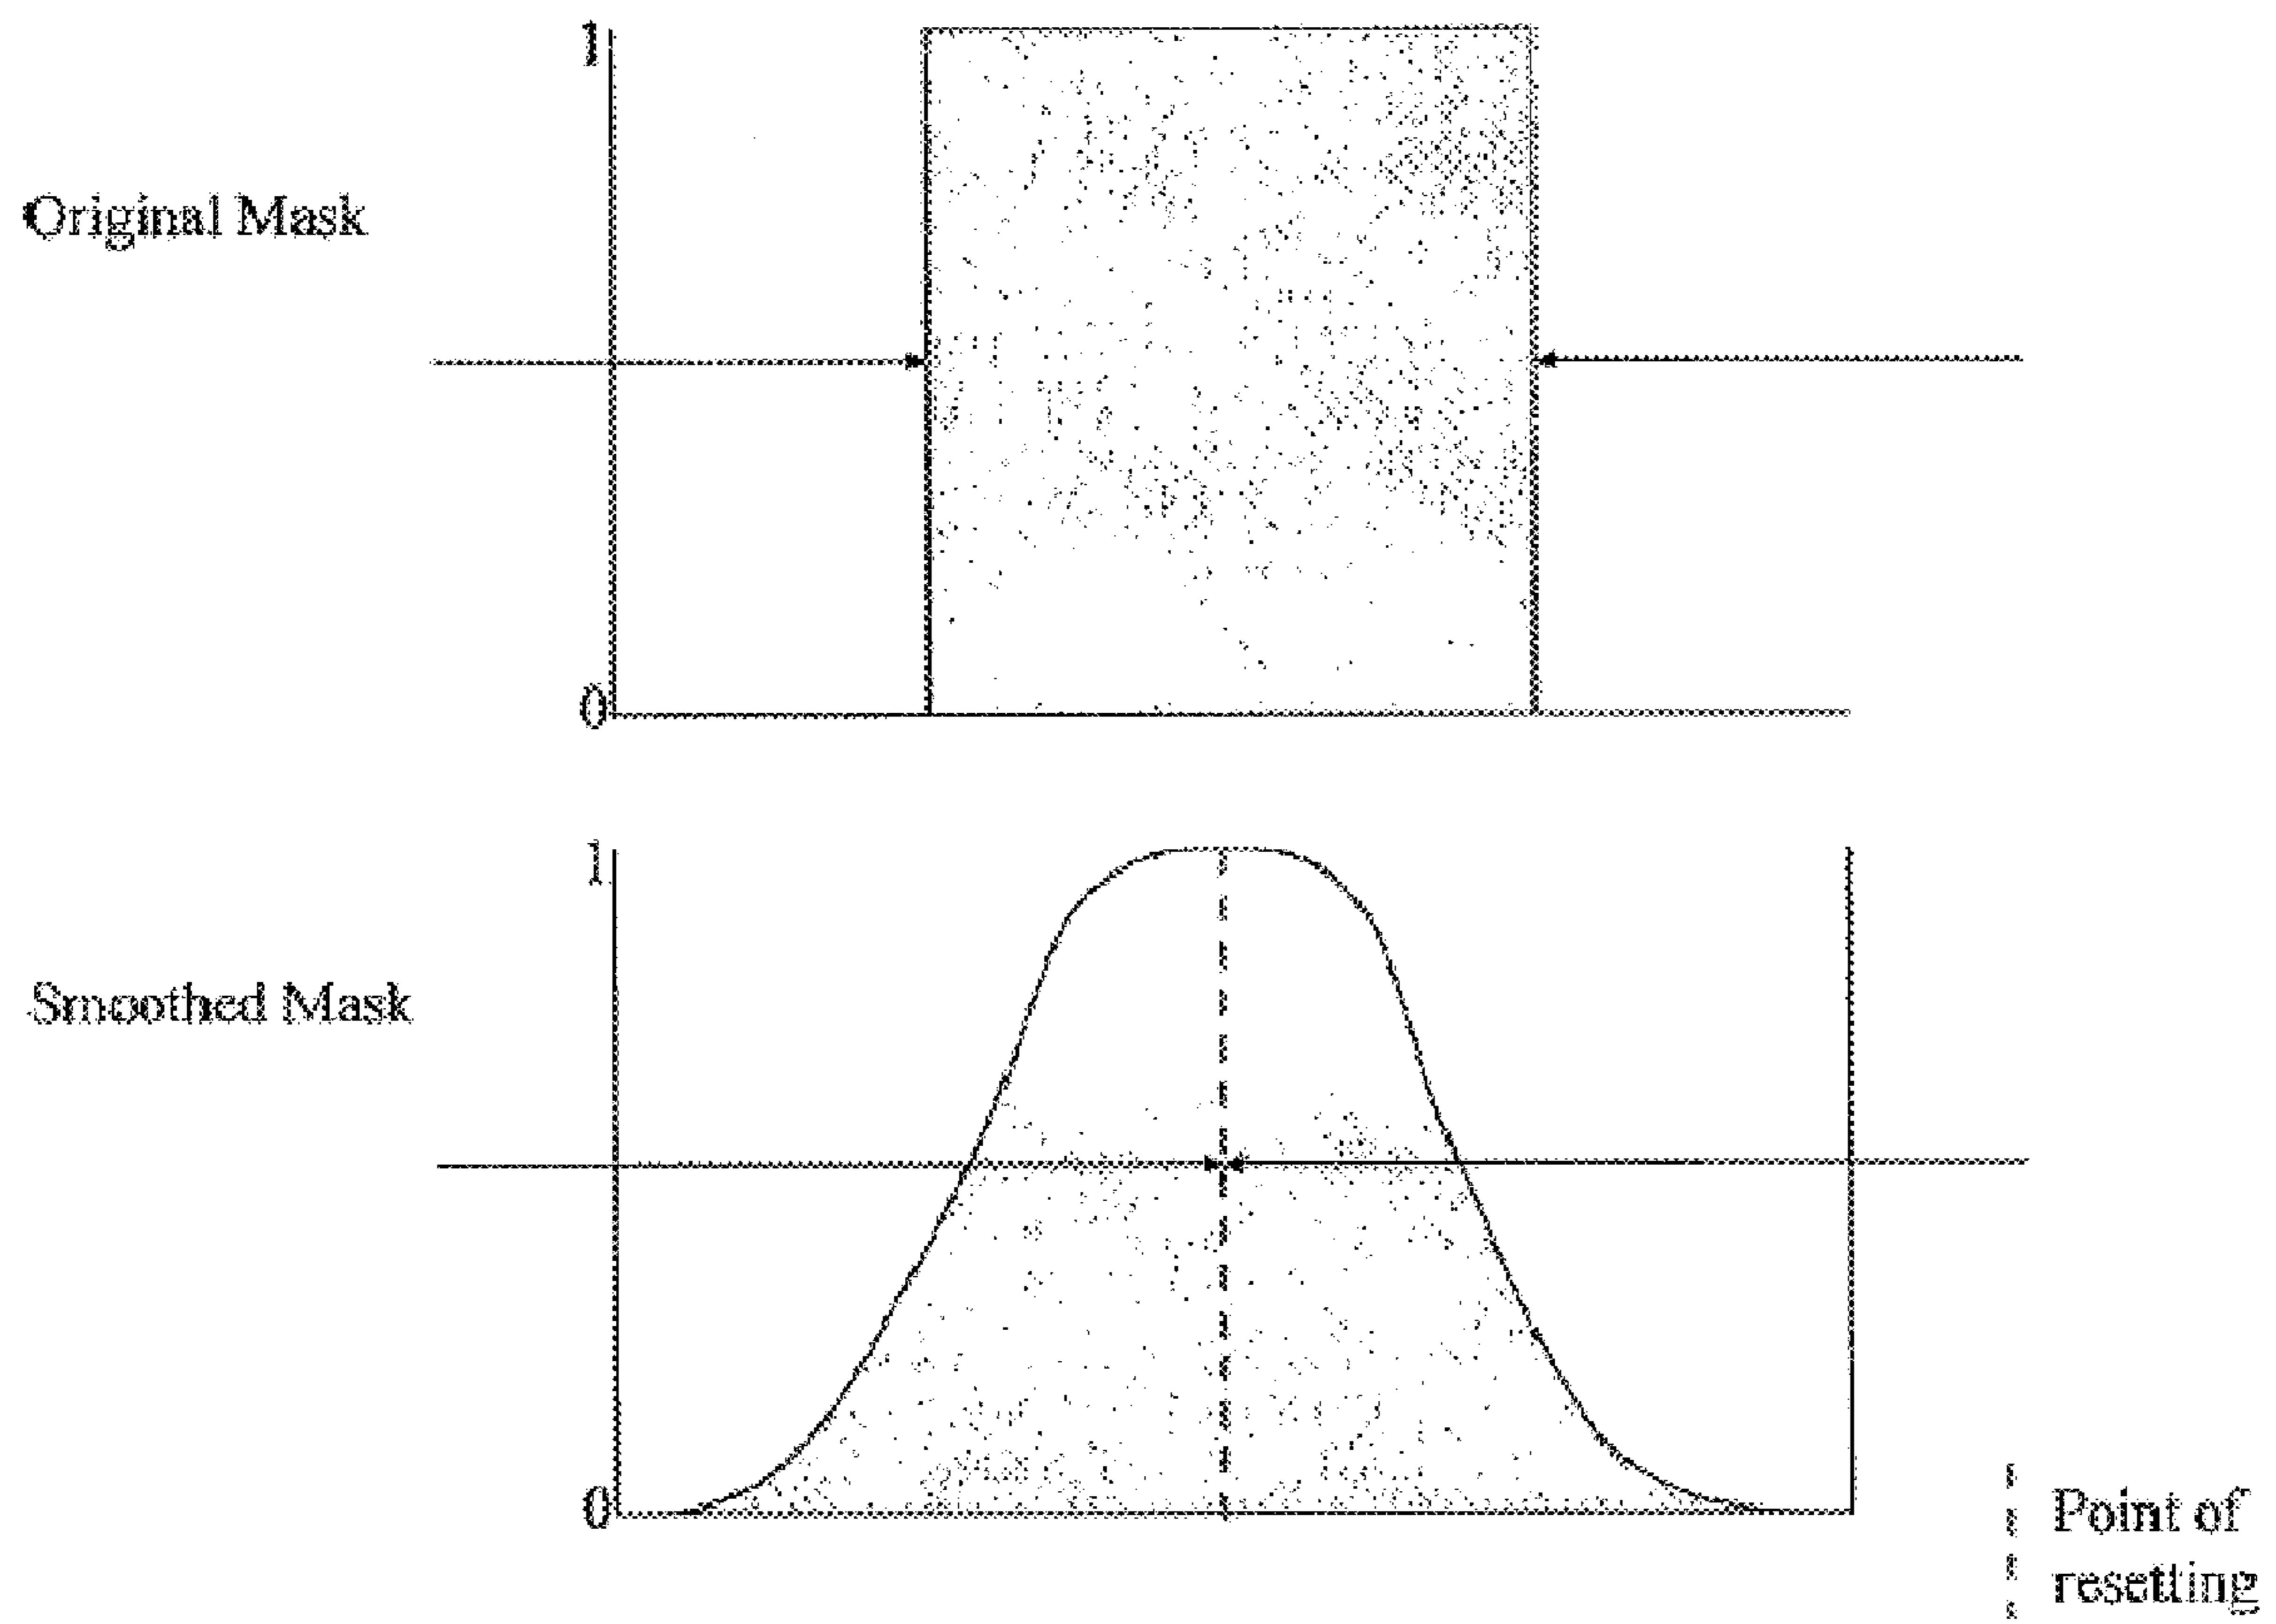 1
Original Mask
0
1
Smoothed Mask
0
Point of
resetting